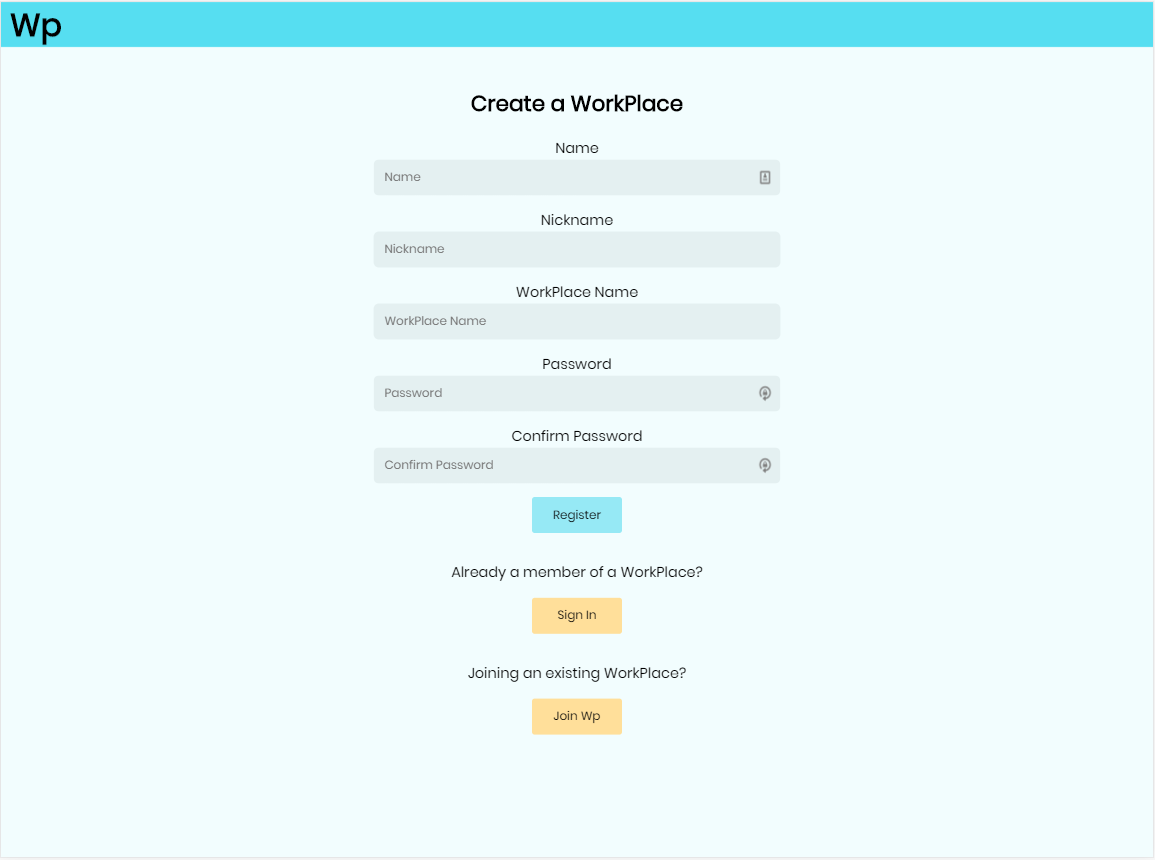 Wp
Create a WorkPlace
Name
Name
Nickname
Nickname
WorkPlace Name
WorkPlace Name
Password
Password
Confirm Password
Confirm Password
Register
Already a member of a WorkPlace?
Sign In
Joining an existing WorkPlace?
Join Wp